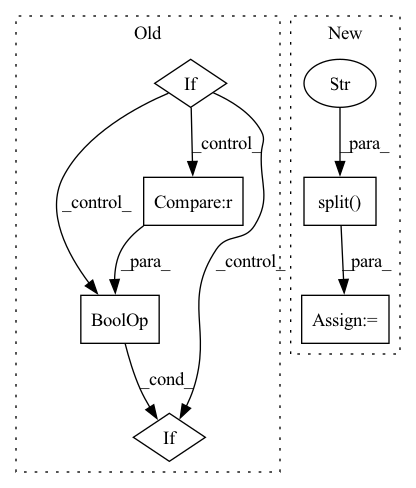 Old
New
If
Str
_control_
_para_
_control_
Compare:r
split()
_para_
_control_
_para_
BoolOp
Assign:=
_cond_
If